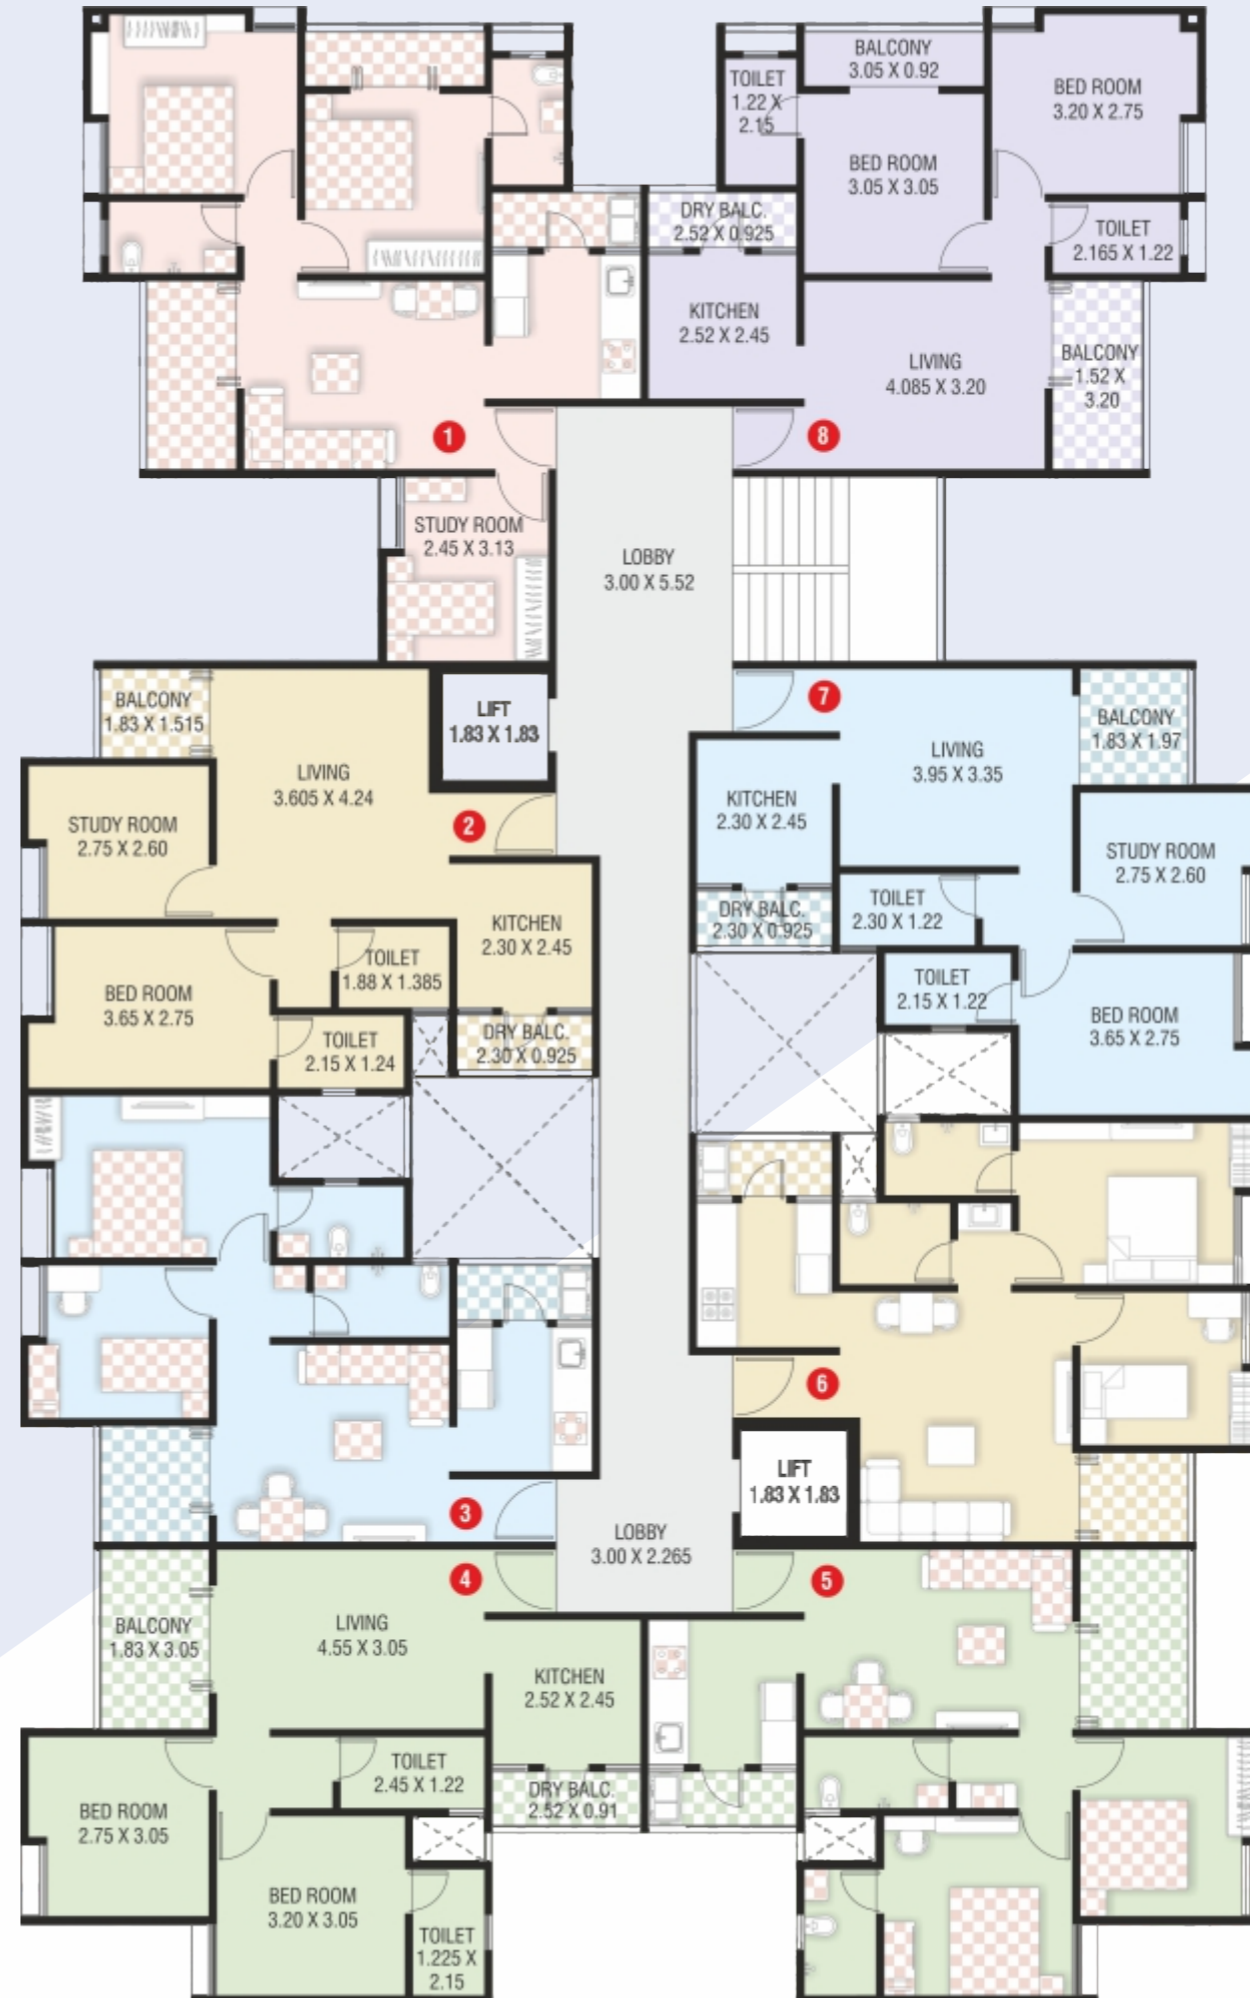 BALCONY
3.05 X 0.92
TOILET
1.22 X
2.15
BED ROOM
3.20 X 2.75
BED ROOM
3.05 X 3.05
DRY BALC.
2.52 X 0.925
TOILET
2.165 X 1.22
KITCHEN
2.52 X 2.45
LIVING
4.085 X 3.20
BALCONY
1.52 X
3.20
1
8
STUDY ROOM
2.45 X 3.13
LOBBY
3.00 X 5.52
BALCONY
1.83 X 1.515
LIFT
1.83 X 1.83
7
LIVING
3.605 X 4.24
STUDY ROOM
2.75 X 2.60
2
KITCHEN
2.30 X 2.45
TOILET
1.88 X 1.385
BED ROOM
3.65 X 2.75
TOILET
2.15 X 1.24
DRY BALC.
2.30 X 0.925
LIVING
3.95 X 3.35
BALCONY
1.83 X 1.97
KITCHEN
2.30 X 2.45
STUDY ROOM
2.75 X 2.60
DRY BALC.
2.30 X 0.925
TOILET
2.30 X 1.22
TOILET
2.15 X 1.22
BED ROOM
3.65 X 2.75
6
LIFT
1.83 X 1.83
3
LOBBY
3.00 X 2.265
4
5
BALCONY
1.83 X 3.05
LIVING
4.55 X 3.05
KITCHEN
2.52 X 2.45
TOILET
2.45 X 1.22
DRY BALC.
2.52 X 0.91
BED ROOM
2.75 X 3.05
BED ROOM
3.20 X 3.05
TOILET
1.225 X
2.15